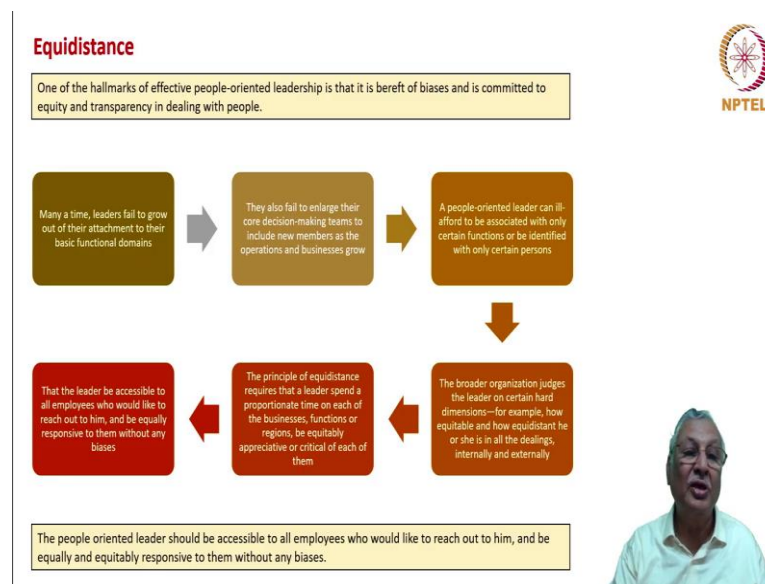 Equidistance
NPTEL
One of the hallmarks of effective people-oriented leadership is that it is bereft of biases and is committed to
equity and transparency in dealing with people.
Many a time, leaders fail to grow
out of their attachment to their
basic functional domains
They also fail to enlarge their
core decision-making teams to
include new members as the
operations and businesses grow
A people-oriented leader can ill-
afford to be associated with only
certain functions or be identified
with only certain persons
The broader organization judges
the leader on certain hard
dimensions—for example, how
equitable and how equidistant he
or she is in all the dealings,
internally and externally
The principle of equidistance
requires that a leader spend a
proportionate time on each of
the businesses, functions or
regions, be equitably
appreciative or critical of each of
them
That the leader be accessible to
all employees who would like to
reach out to him, and be equally
responsive to them without any
biases
The people oriented leader should be accessible to all employees who would like to reach out to him, and be
equally and equitably responsive to them without any biases.